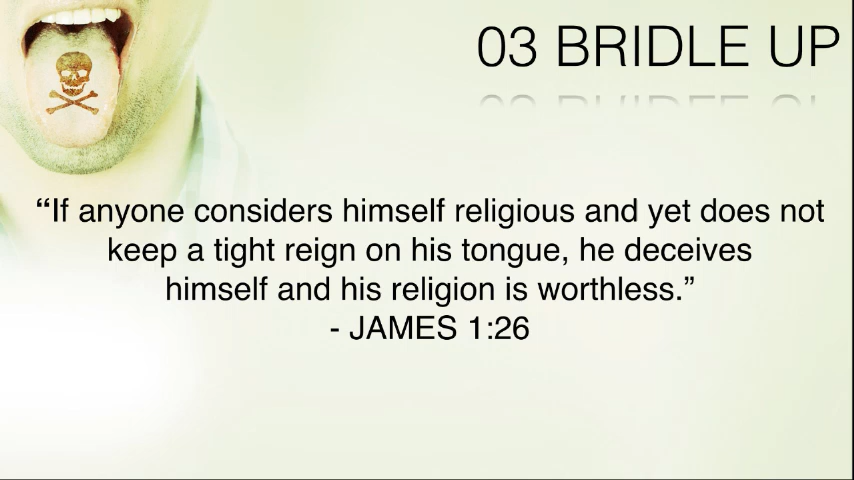 03 BRIDLE UP
“If anyone considers himself religious and yet does not
keep a tight reign on his tongue, he deceives
himself and his religion is worthless.”
- JAMES 1:26